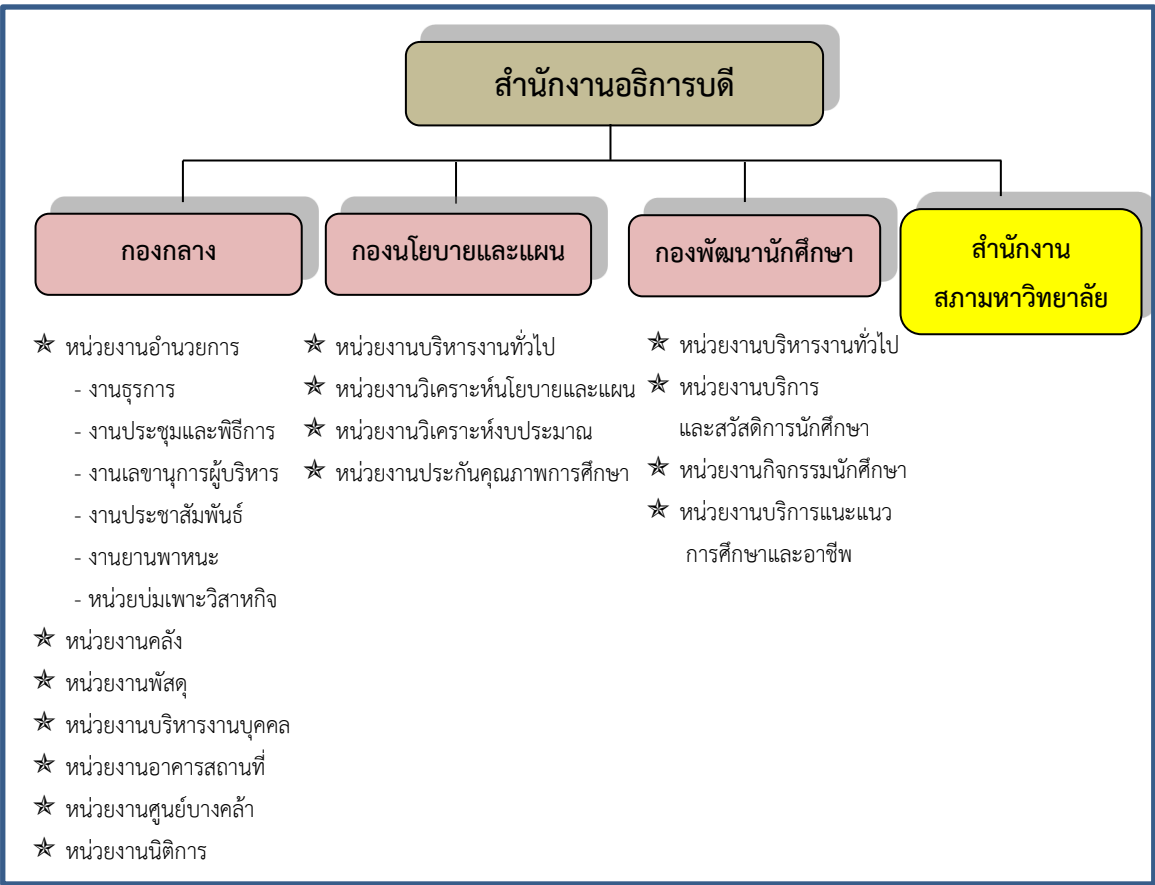 สำนักงานอธิการบดี
กองกลาง
✯ หน่วยงานอำนวยการ
- งานธุรการ
- งานประชุมและพิธีการ
- งานเลขานุการผู้บริหาร
- งานประชาสัมพันธ์
- งานยานพาหนะ
- หน่วยบ่มเพาะวิสาหกิจ
✯ หน่วยงานคลัง
✯ หน่วยงานพัสดุ
✯ หน่วยงานบริหารงานบุคคล
✯ หน่วยงานอาคารสถานที่
✯ หน่วยงานศูนย์บางคล้า
✯ หน่วยงานนิติการ
กองนโยบายและแผน
✯ หน่วยงานบริหารงานทั่วไป
✯ หน่วยงานวิเคราะห์นโยบายและแผน
✯ หน่วยงานวิเคราะห์งบประมาณ
✯ หน่วยงานประกันคุณภาพการศึกษา
กองพัฒนานักศึกษา
✯ หน่วยงานบริหารงานทั่วไป
✯ หน่วยงานบริการ
และสวัสดิการนักศึกษา
✯ หน่วยงานกิจกรรมนักศึกษา
✯ หน่วยงานบริการแนะแนว
การศึกษาและอาชีพ
สำนักงาน
สภามหาวิทยาลัย